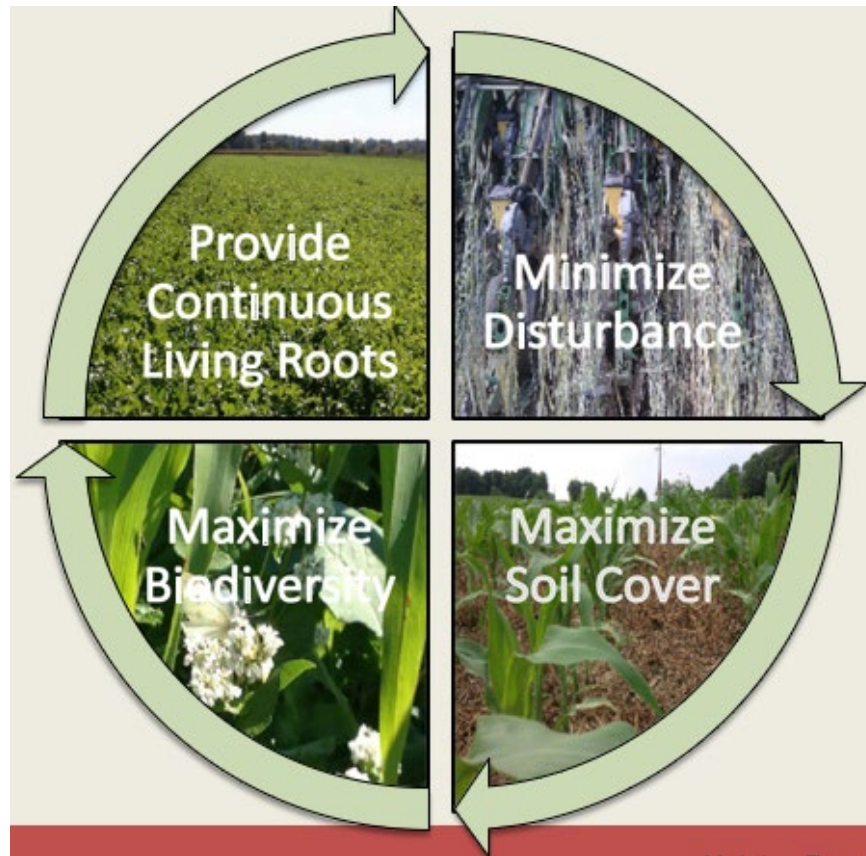 Provide
Continuous
Living Roots
Minimize
Disturbance
Maximize
Biodiversity
Maximize
Soil Cover